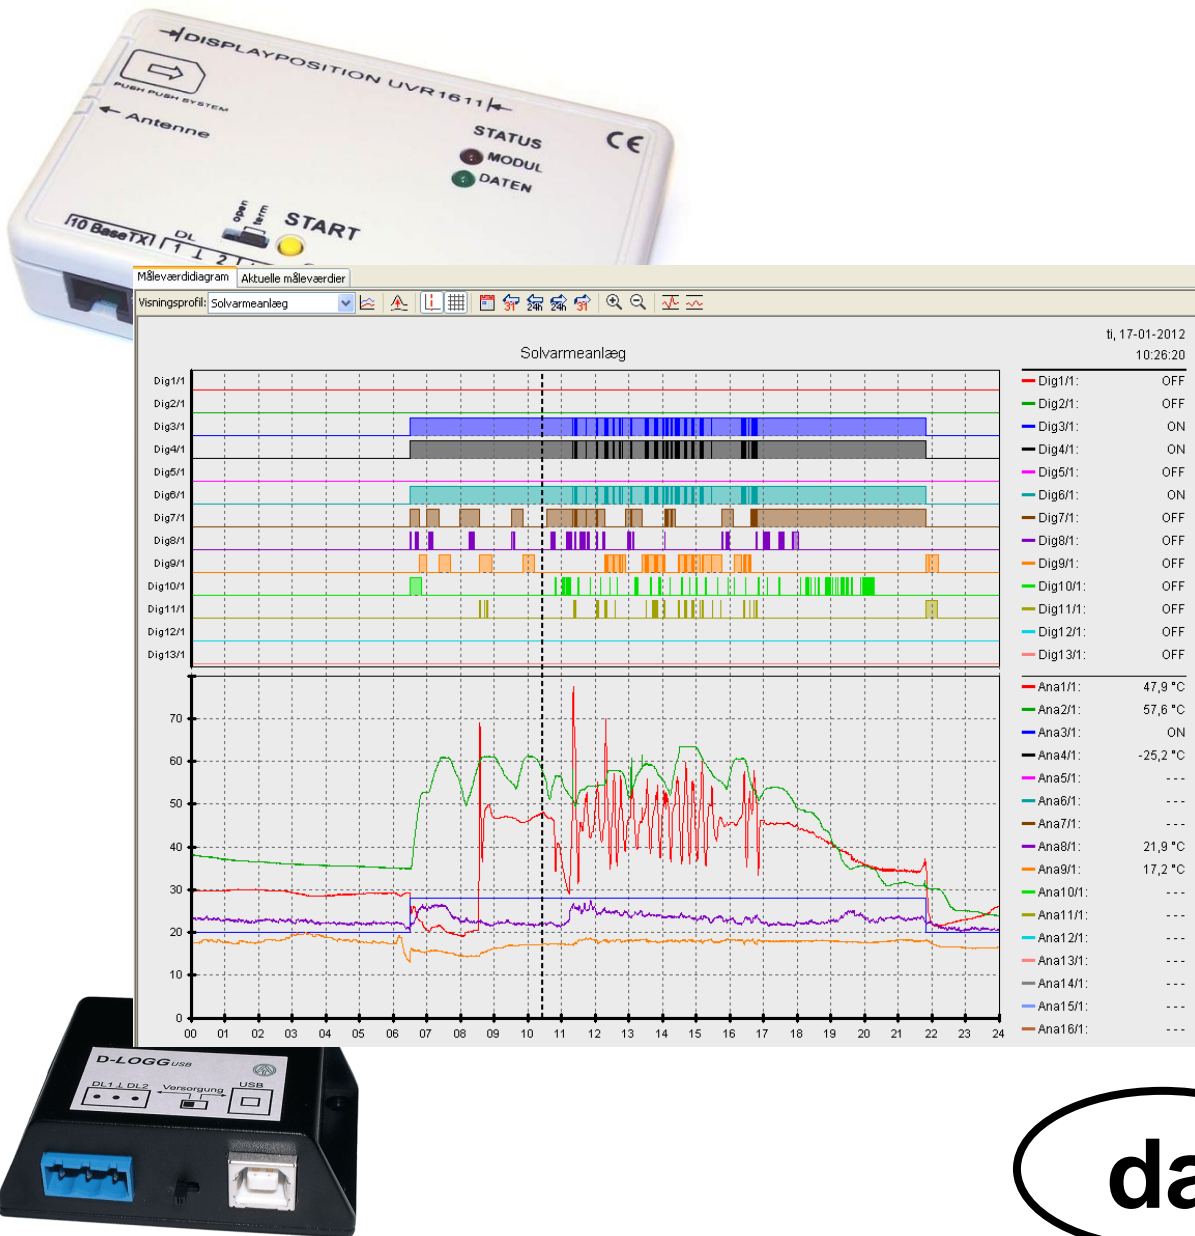 DISPLAYPOSITION UVR1611
PUSH PUSH SYSTEM
Antenne
STATUS
MODUL
DATEN
CE
open
term
START
10 BaseTX
DL
1 ⊥ 2
Måleværdidiagram
Aktuelle måleværdier
Visningsprofil: Solvarmeanlæg
31 24h 24h 31
ti, 17-01-2012
10:26:20
Solvarmeanlæg
Dig1/1
Dig2/1
Dig3/1
Dig4/1
Dig5/1
Dig6/1
Dig7/1
Dig8/1
Dig9/1
Dig10/1
Dig11/1
Dig12/1
Dig13/1
Dig1/1: OFF
Dig2/1: OFF
Dig3/1: ON
Dig4/1: ON
Dig5/1: OFF
Dig6/1: ON
Dig7/1: OFF
Dig8/1: OFF
Dig9/1: OFF
Dig10/1: OFF
Dig11/1: OFF
Dig12/1: OFF
Dig13/1: OFF
70
60
50
40
30
20
10
0
00 01 02 03 04 05 06 07 08 09 10 11 12 13 14 15 16 17 18 19 20 21 22 23 24
Ana1/1: 47,9 °C
Ana2/1: 57,6 °C
Ana3/1: ON
Ana4/1: -25,2 °C
Ana5/1: ---
Ana6/1: ---
Ana7/1: ---
Ana8/1: 21,9 °C
Ana9/1: 17,2 °C
Ana10/1: ---
Ana11/1: ---
Ana12/1: ---
Ana13/1: ---
Ana14/1: ---
Ana15/1: ---
Ana16/1: ---
D-LOGG USB
DL1 ⊥ DL2 Versorgung USB
da